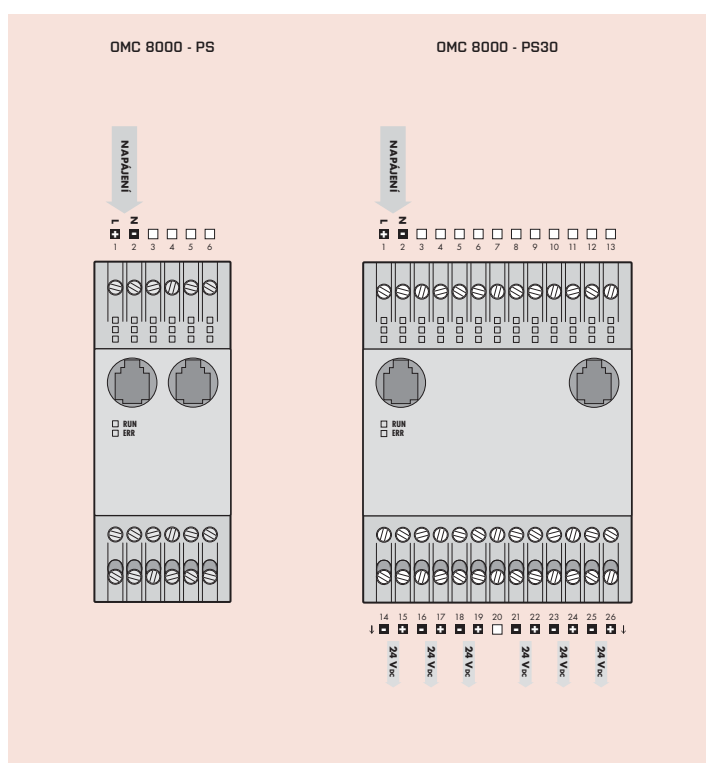 OMC 8000 - PS
OMC 8000 - PS30
NAPÁJENÍ
NAPÁJENÍ
L N
L N
+ -
+ -
1 2 3 4 5 6
1 2 3 4 5 6 7 8 9 10 11 12 13
RUN
ERR
RUN
ERR
14 15 16 17 18 19 20 21 22 23 24 25 26
↓ - + - + - + - + - + - + ↓
24 VDC 24 VDC 24 VDC 24 VDC 24 VDC 24 VDC